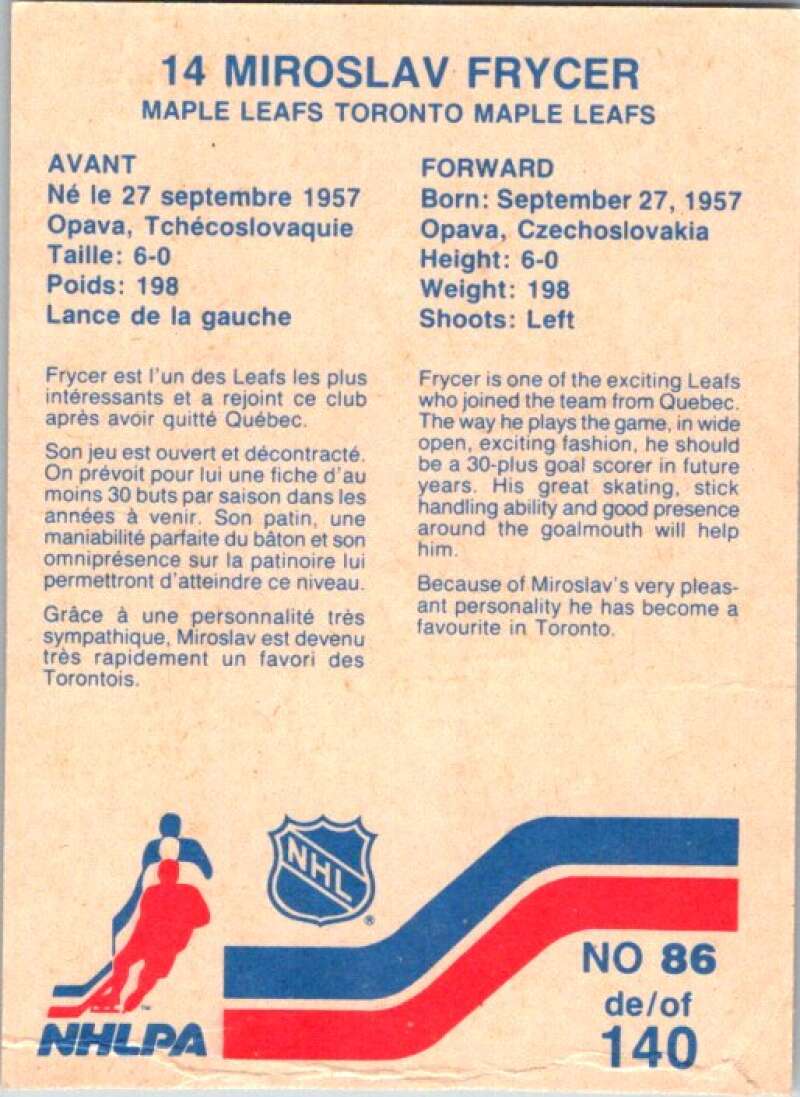 14 MIROSLAV FRYCER
MAPLE LEAFS TORONTO MAPLE LEAFS
AVANT
Né le 27 septembre 1957
Opava, Tchécoslovaquie
Taille: 6-0
Poids: 198
Lance de la gauche
Frycer est l'un des Leafs les plus
intéressants et a rejoint ce club
après avoir quitté Québec.
Son jeu est ouvert et décontracté.
On prévoit pour lui une fiche d'au
moins 30 buts par saison dans les
années à venir. Son patin, une
maniabilité parfaite du bâton et son
omniprésence sur la patinoire lui
permettront d'atteindre ce niveau.
Grâce à une personnalité très
sympathique, Miroslav est devenu
très rapidement un favori des
Torontois.
FORWARD
Born: September 27, 1957
Opava, Czechoslovakia
Height: 6-0
Weight: 198
Shoots: Left
Frycer is one of the exciting Leafs
who joined the team from Quebec.
The way he plays the game, in wide
open, exciting fashion, he should
be a 30-plus goal scorer in future
years. His great skating, stick
handling ability and good presence
around the goalmouth will help
him.
Because of Miroslav's very pleas-
ant personality he has become a
favourite in Toronto.
NHLPA
™
NHL
®
NO 86
de/of
140